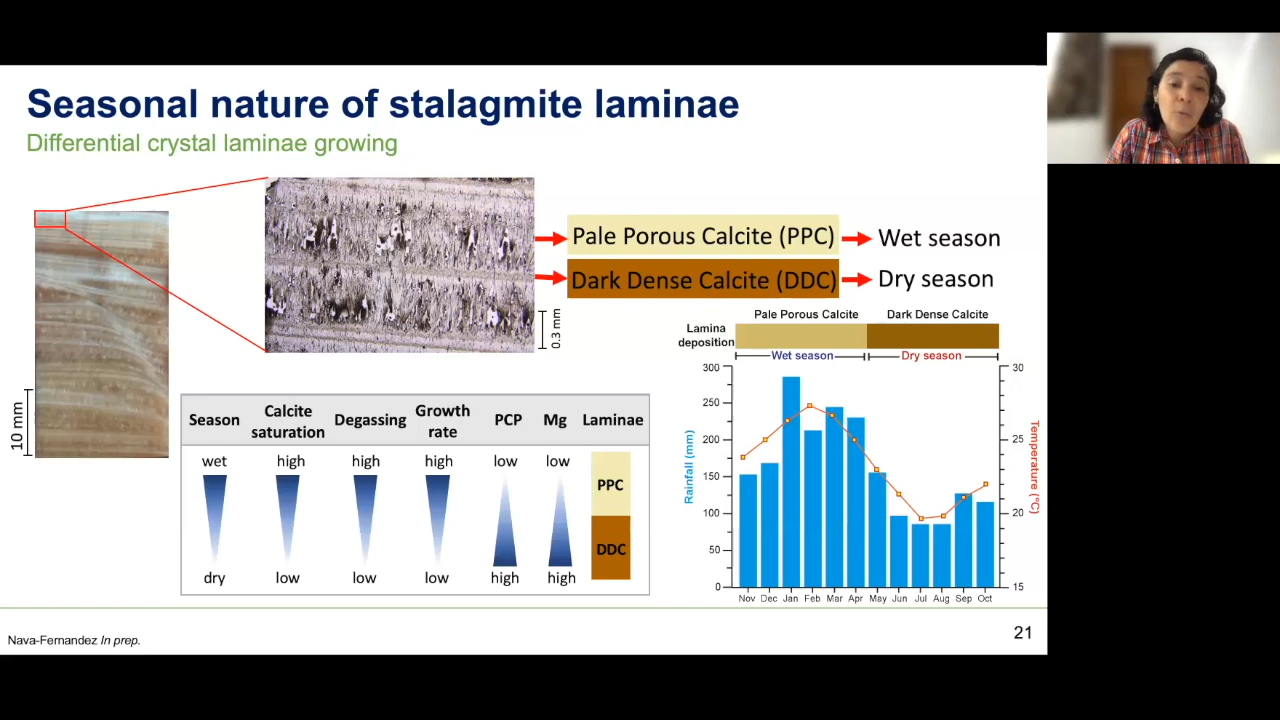 Seasonal nature of stalagmite laminae
Differential crystal laminae growing
10 mm
0.3 mm
Pale Porous Calcite (PPC)
Wet season
Dark Dense Calcite (DDC)
Dry season
Season
Calcite
saturation
Degassing
Growth
rate
PCP
Mg
Laminae
wet
high
high
high
low
low
PPC
DDC
dry
low
low
low
high
high
Pale Porous Calcite
Dark Dense Calcite
Lamina
deposition
Wet season
Dry season
Rainfall (mm)
300
250
200
150
100
50
0
30
25
20
15
Temperature (°C)
Nov Dec Jan Feb Mar Apr May Jun Jul Aug Sep Oct
Nava-Fernandez In prep.
21